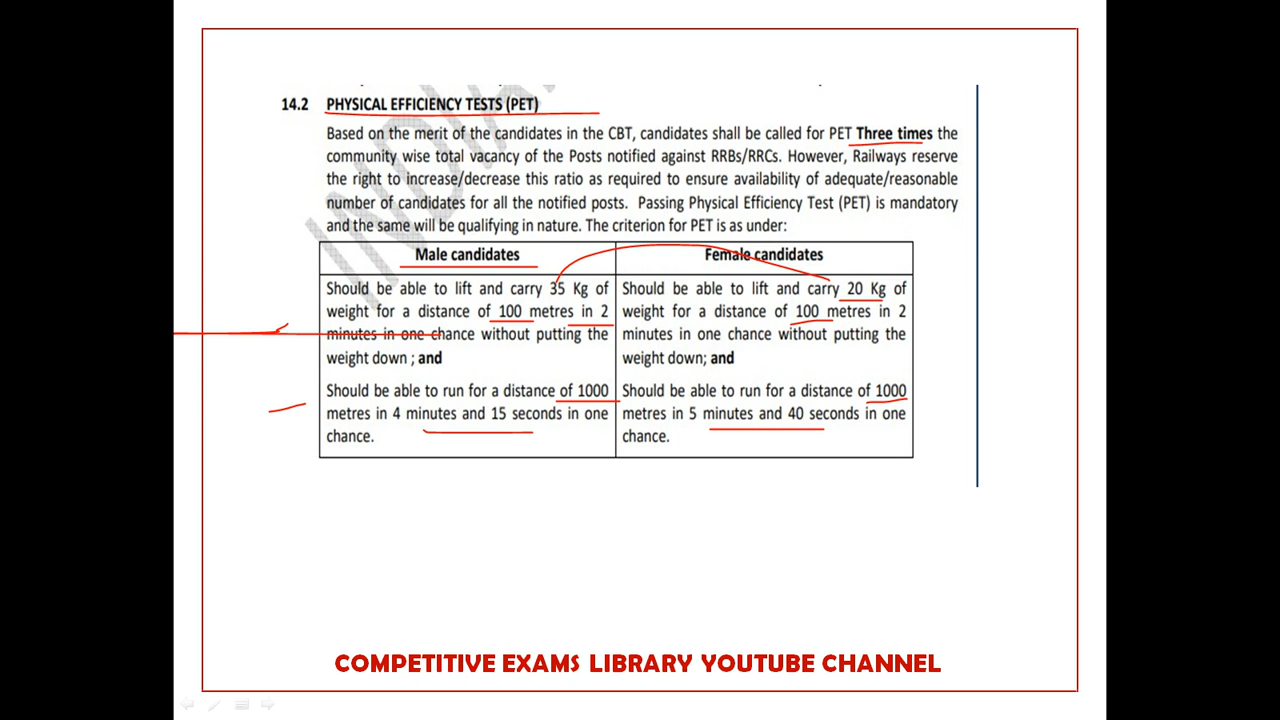 14.2 PHYSICAL EFFICIENCY TESTS (PET)
Based on the merit of the candidates in the CBT, candidates shall be called for PET Three times the
community wise total vacancy of the Posts notified against RRBs/RRCs. However, Railways reserve
the right to increase/decrease this ratio as required to ensure availability of adequate/reasonable
number of candidates for all the notified posts. Passing Physical Efficiency Test (PET) is mandatory
and the same will be qualifying in nature. The criterion for PET is as under:
Male candidates
Should be able to lift and carry 35 Kg of
weight for a distance of 100 metres in 2
minutes in one chance without putting the
weight down ; and
Should be able to run for a distance of 1000
metres in 4 minutes and 15 seconds in one
chance.
Female candidates
Should be able to lift and carry 20 Kg of
weight for a distance of 100 metres in 2
minutes in one chance without putting the
weight down; and
Should be able to run for a distance of 1000
metres in 5 minutes and 40 seconds in one
chance.
COMPETITIVE EXAMS LIBRARY YOUTUBE CHANNEL